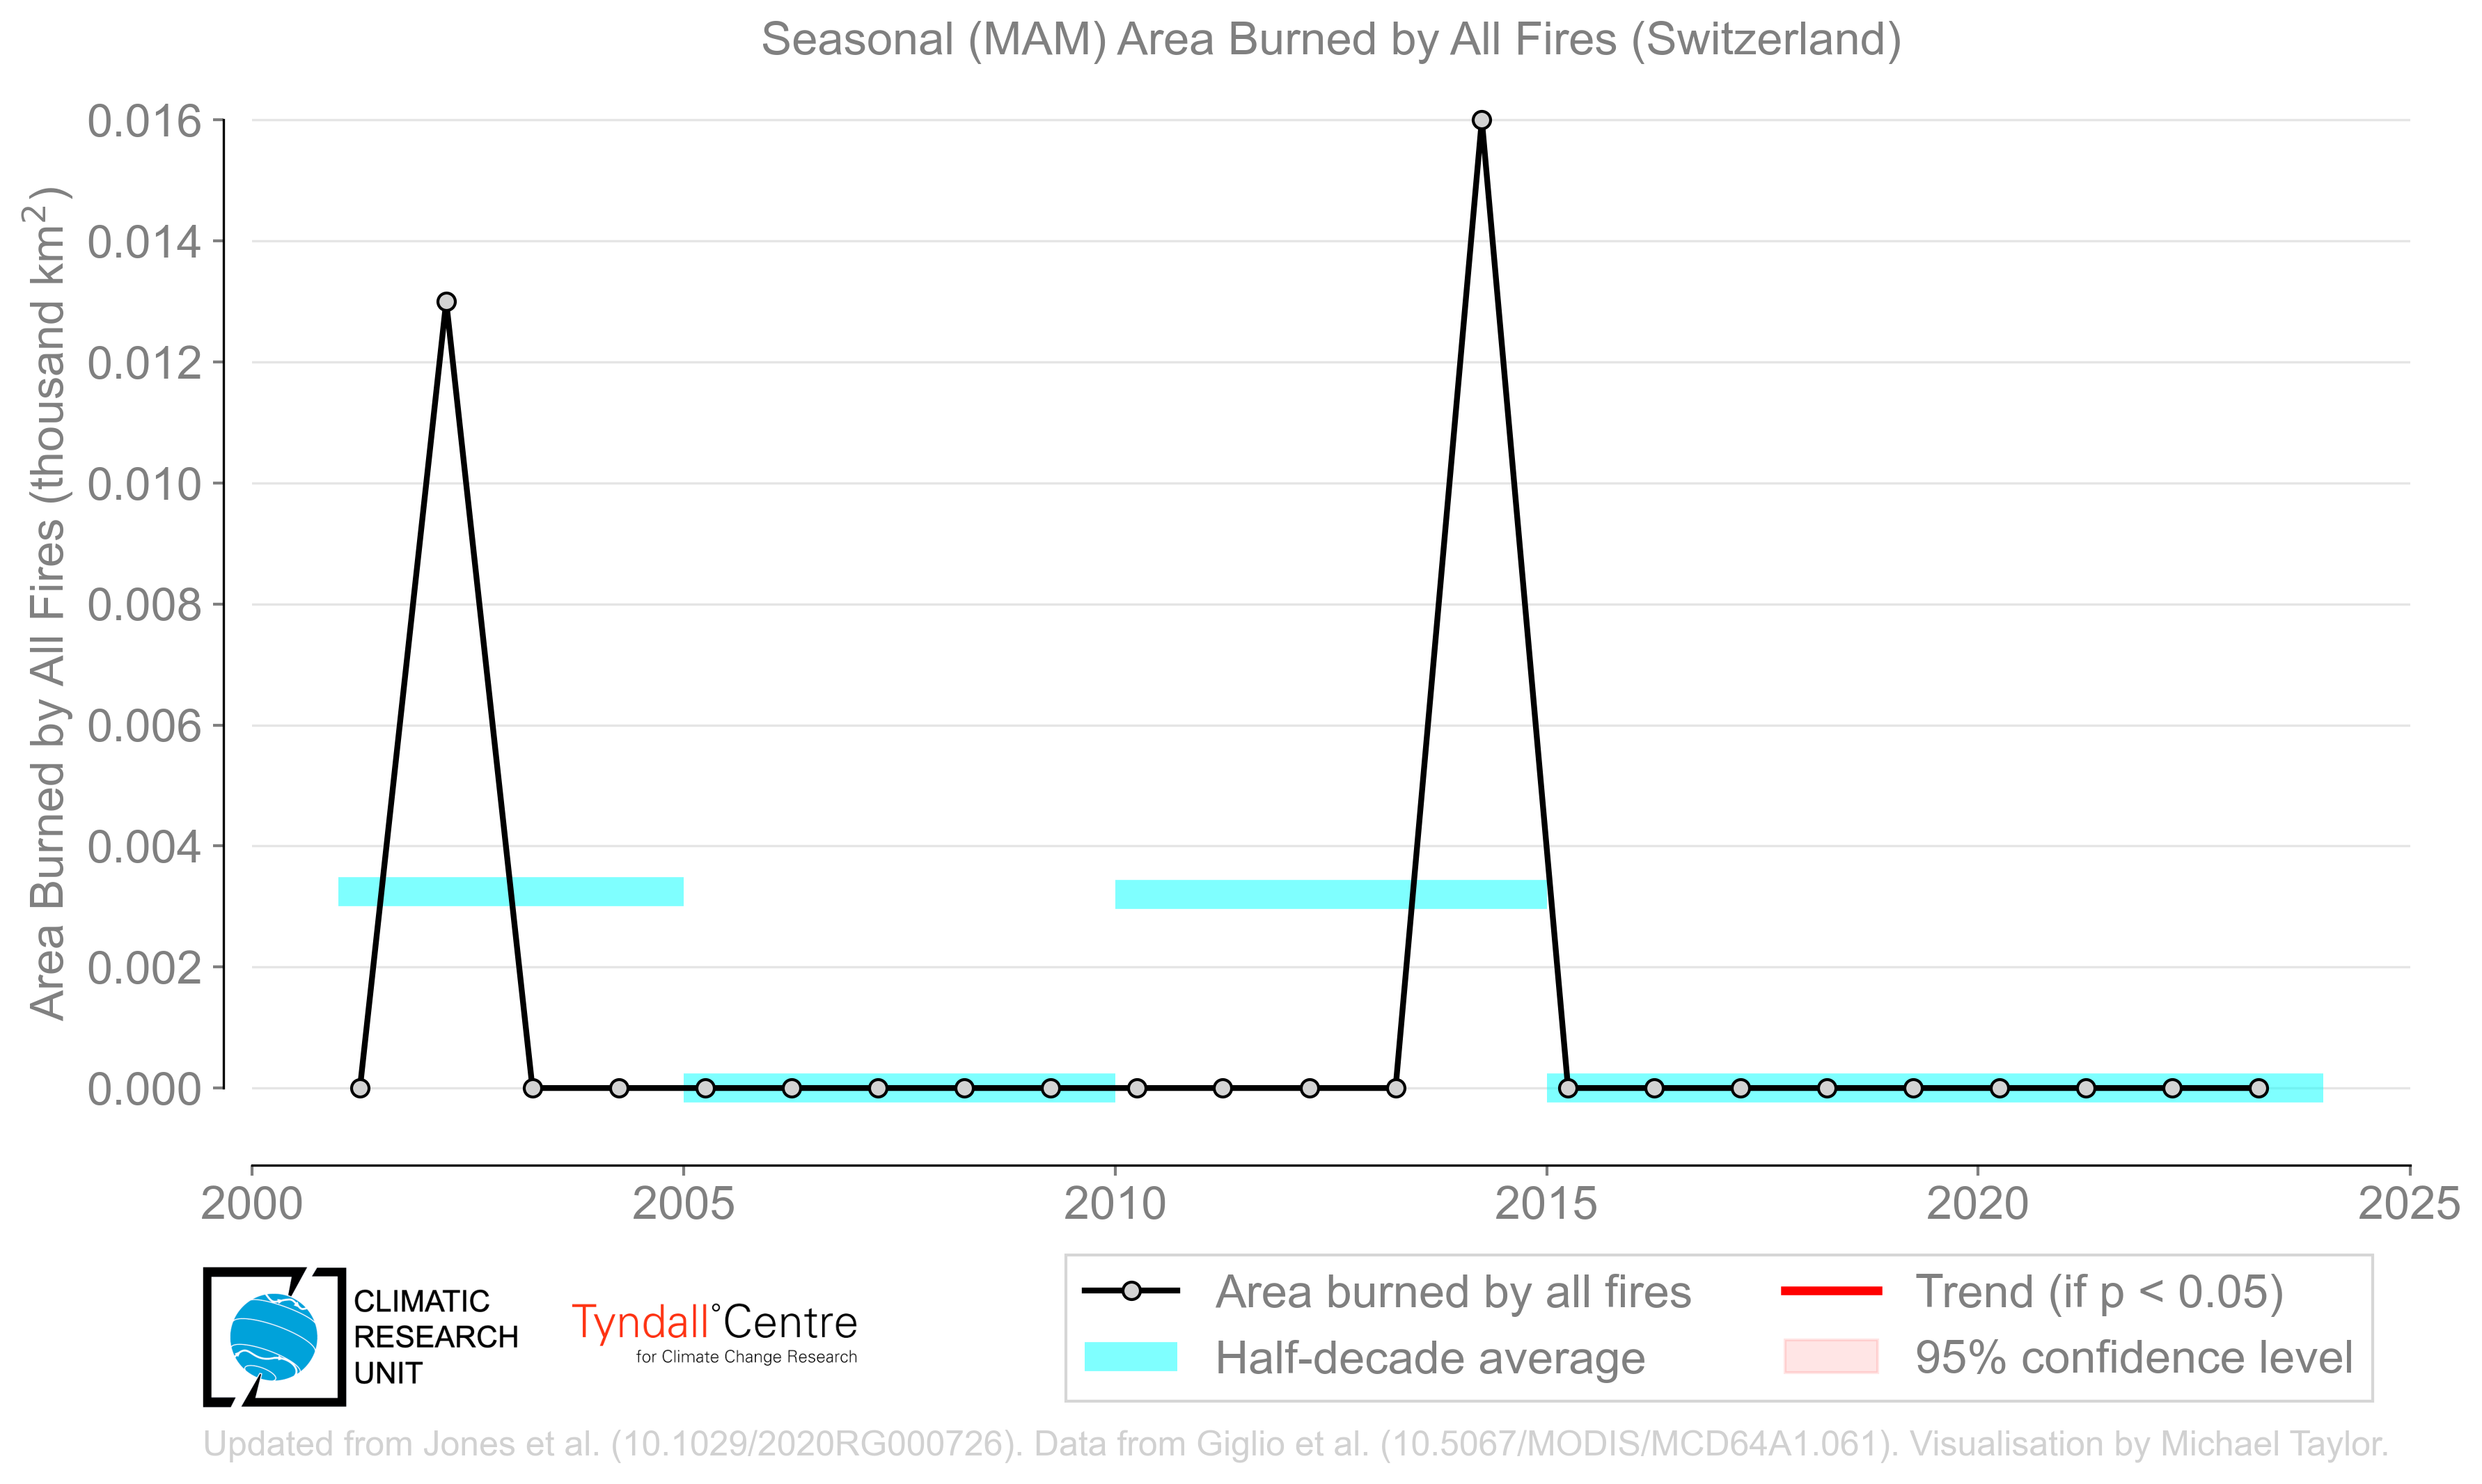 Seasonal (MAM) Area Burned by All Fires (Switzerland)
Area Burned by All Fires (thousand km²)
0.016
0.014
0.012
0.010
0.008
0.006
0.004
0.002
0.000
2000
2005
2010
2015
2020
2025
CLIMATIC
RESEARCH
UNIT
Tyndall°Centre
for Climate Change Research
Area burned by all fires
Half-decade average
Trend (if p < 0.05)
95% confidence level
Updated from Jones et al. (10.1029/2020RG000726). Data from Giglio et al. (10.5067/MODIS/MCD64A1.061). Visualisation by Michael Taylor.